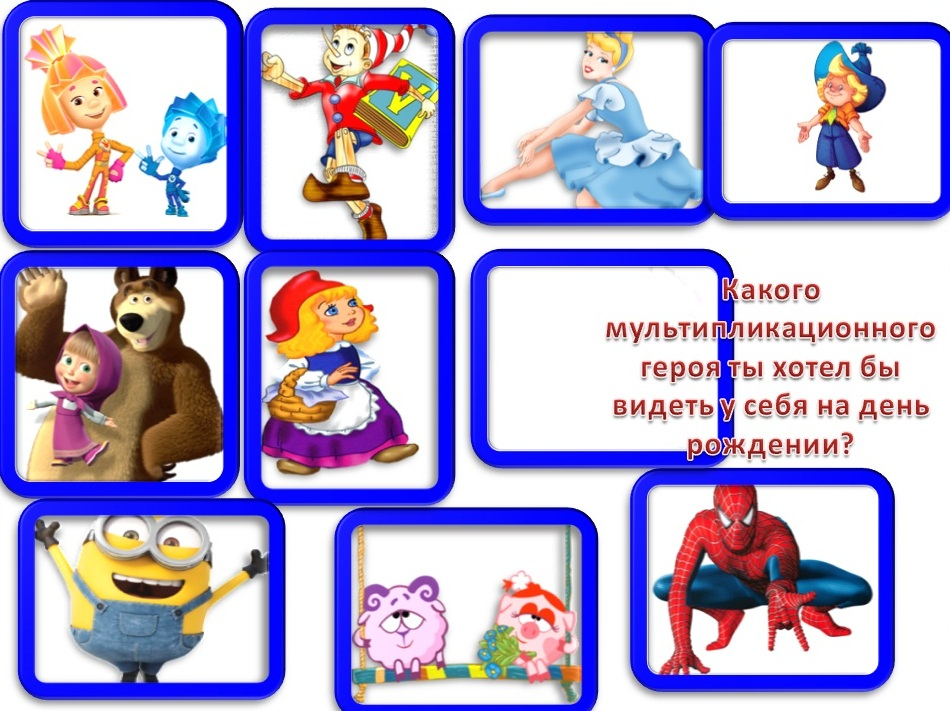 Какого
мультипликационного
героя ты хотел бы
видеть у себя на день
рождении?